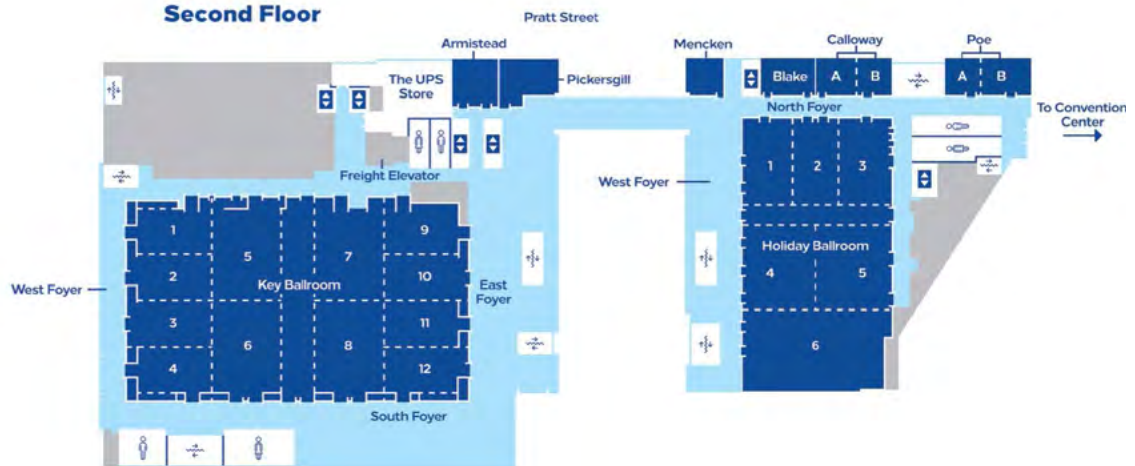 Second Floor
Pratt Street
Armistead
Mencken
Calloway
Poe
The UPS
Store
Pickersgill
Blake
A
B
A
B
North Foyer
To Convention
Center
Freight Elevator
1
2
3
West Foyer
1
5
7
9
Holiday Ballroom
4
5
2
10
West Foyer
Key Ballroom
East
Foyer
3
6
8
11
6
4
12
South Foyer